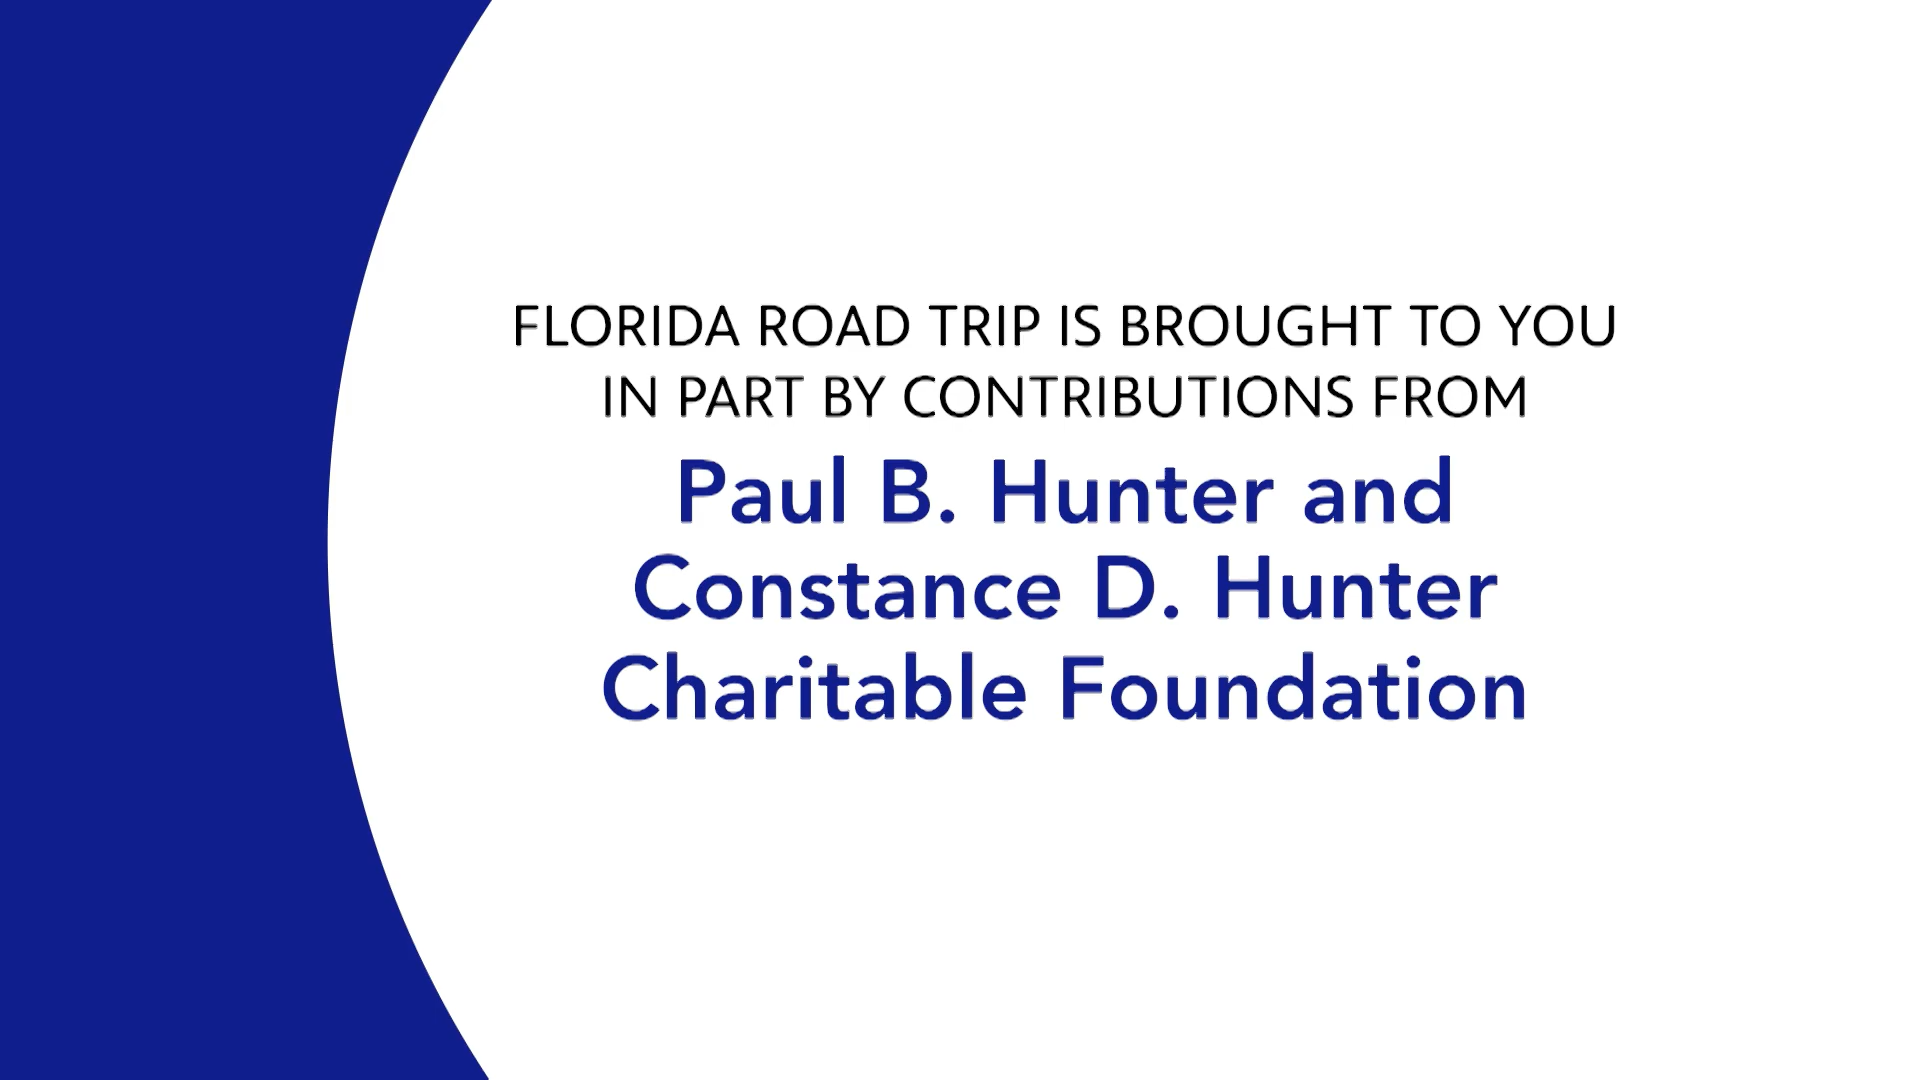 FLORIDA ROAD TRIP IS BROUGHT TO YOU
IN PART BY CONTRIBUTIONS FROM
Paul B. Hunter and
Constance D. Hunter
Charitable Foundation